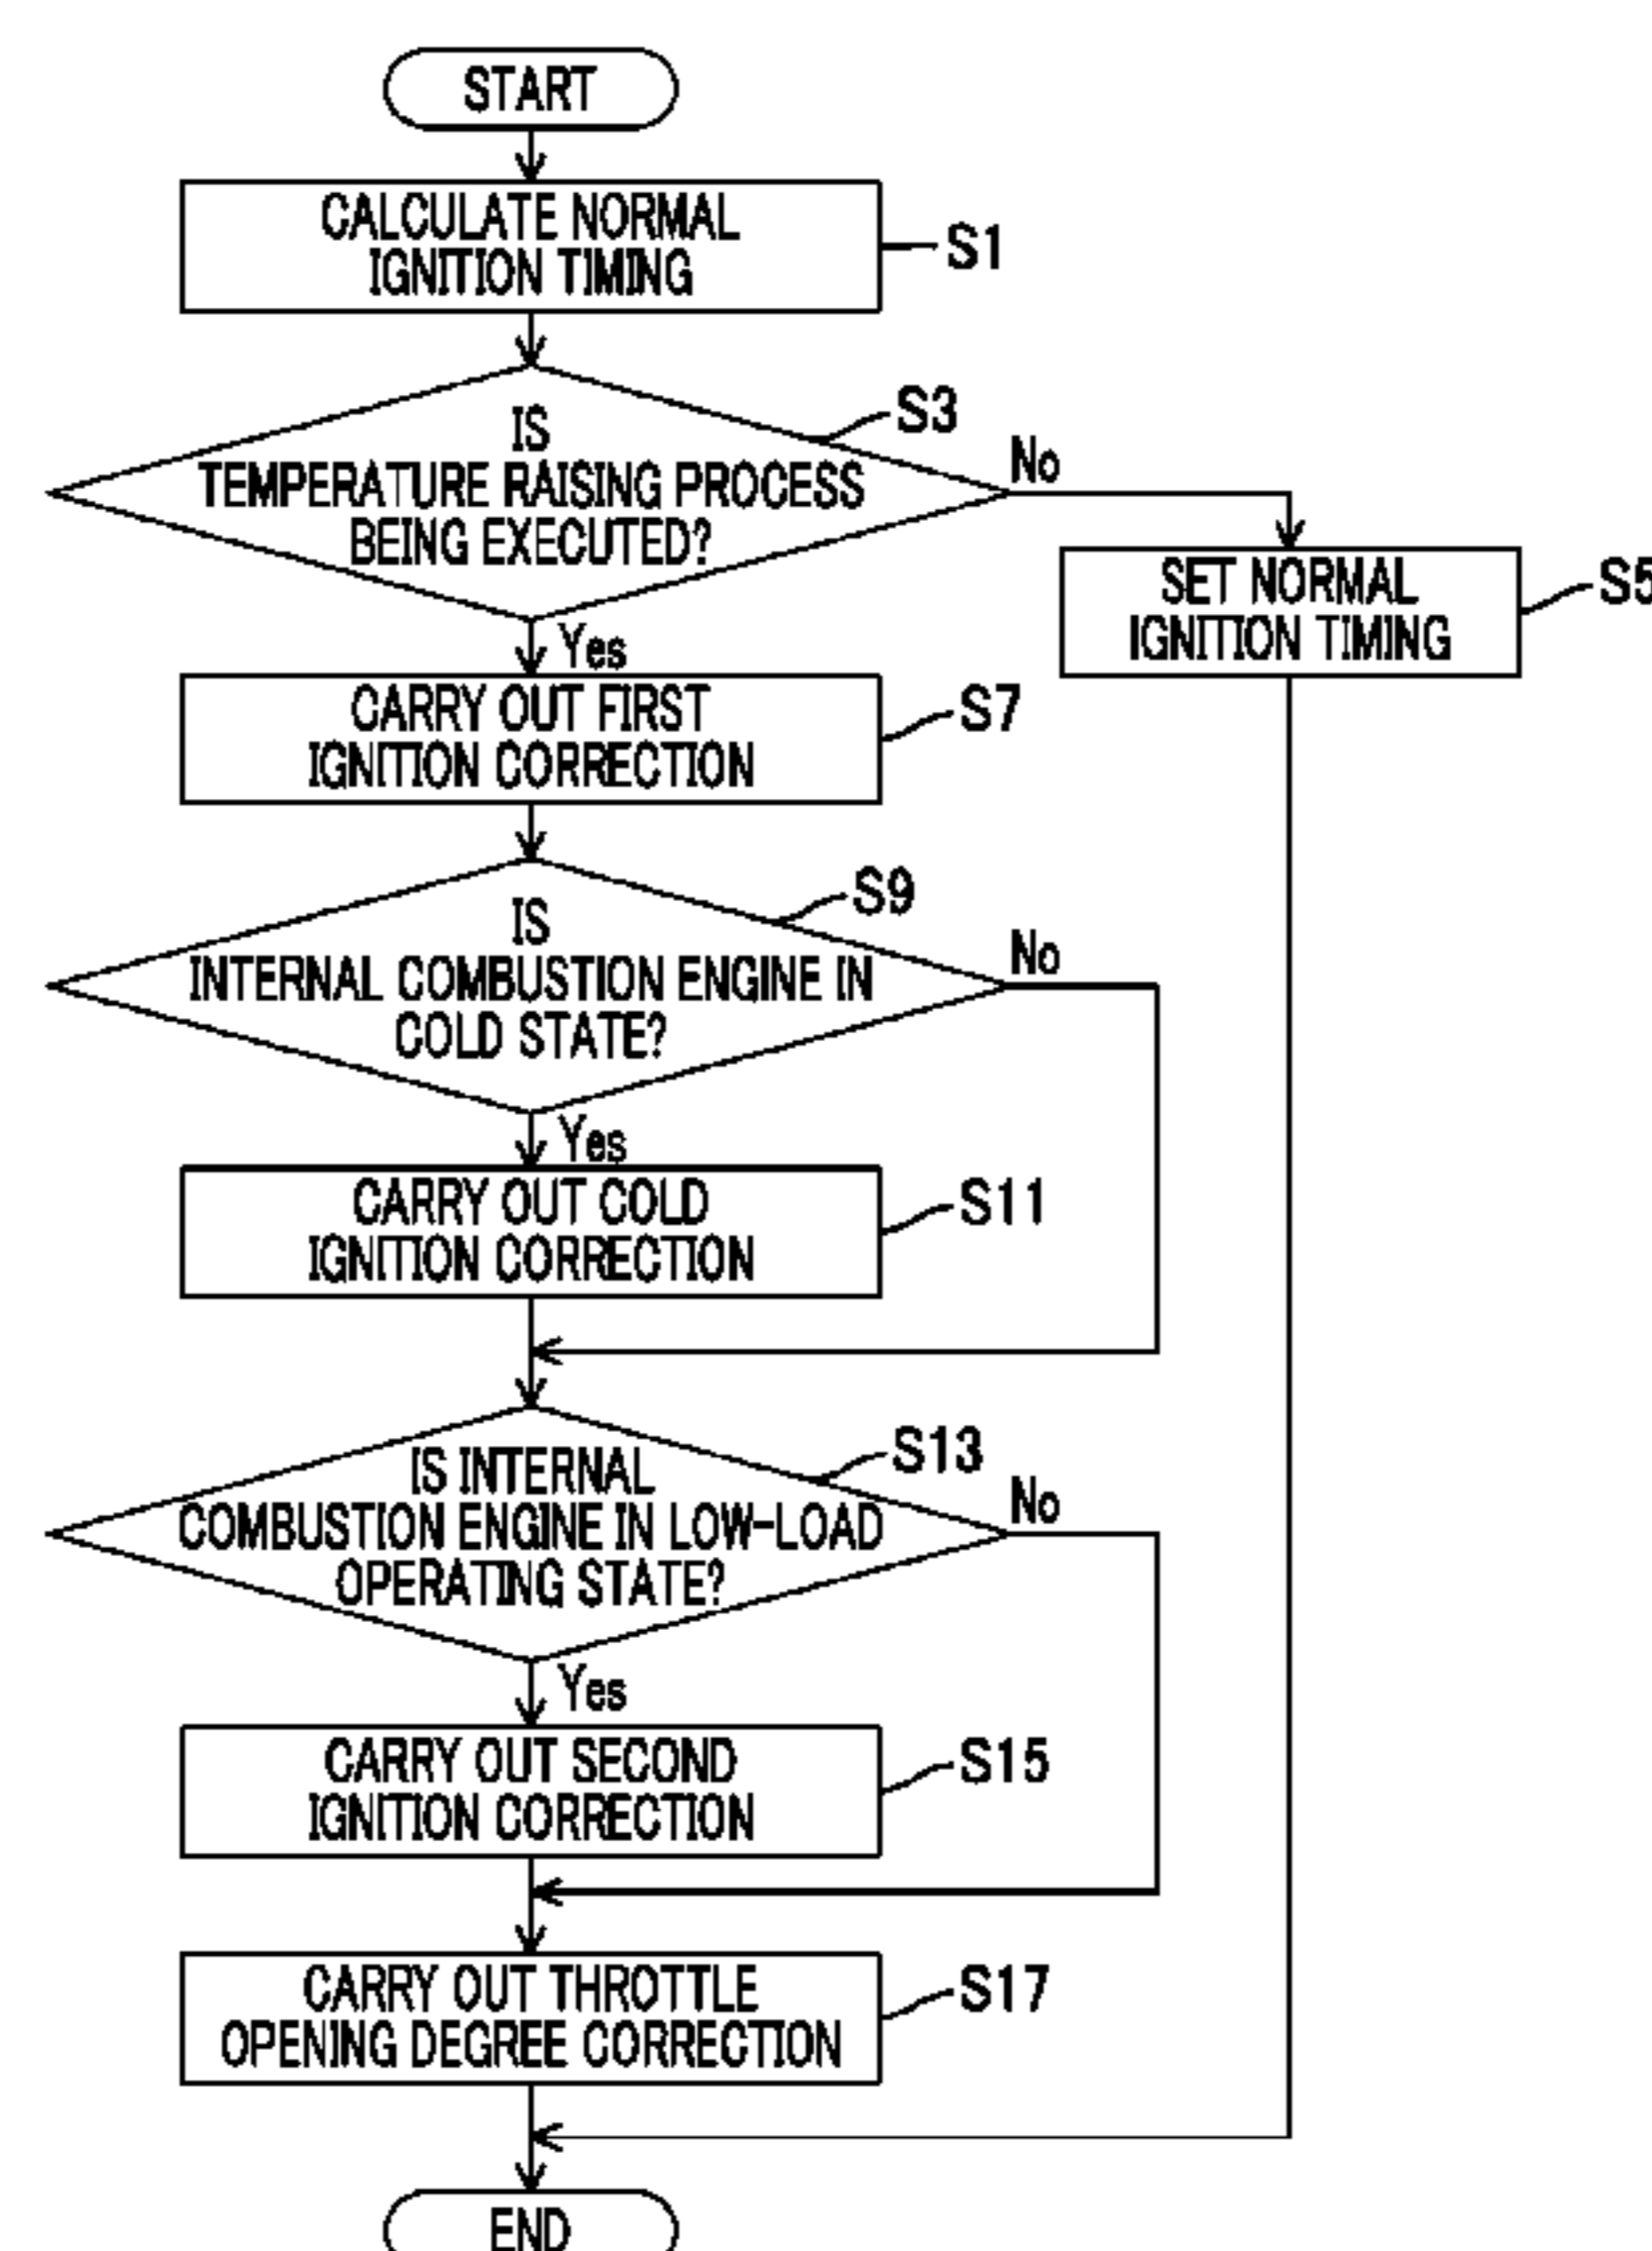 START
CALCULATE NORMAL
IGNITION TIMING
S1
IS
TEMPERATURE RAISING PROCESS
BEING EXECUTED?
S3
No
SET NORMAL
IGNITION TIMING
S5
Yes
CARRY OUT FIRST
IGNITION CORRECTION
S7
IS
INTERNAL COMBUSTION ENGINE IN
COLD STATE?
S9
No
Yes
CARRY OUT COLD
IGNITION CORRECTION
S11
IS INTERNAL
COMBUSTION ENGINE IN LOW-LOAD
OPERATING STATE?
S13
No
Yes
CARRY OUT SECOND
IGNITION CORRECTION
S15
CARRY OUT THROTTLE
OPENING DEGREE CORRECTION
S17
END